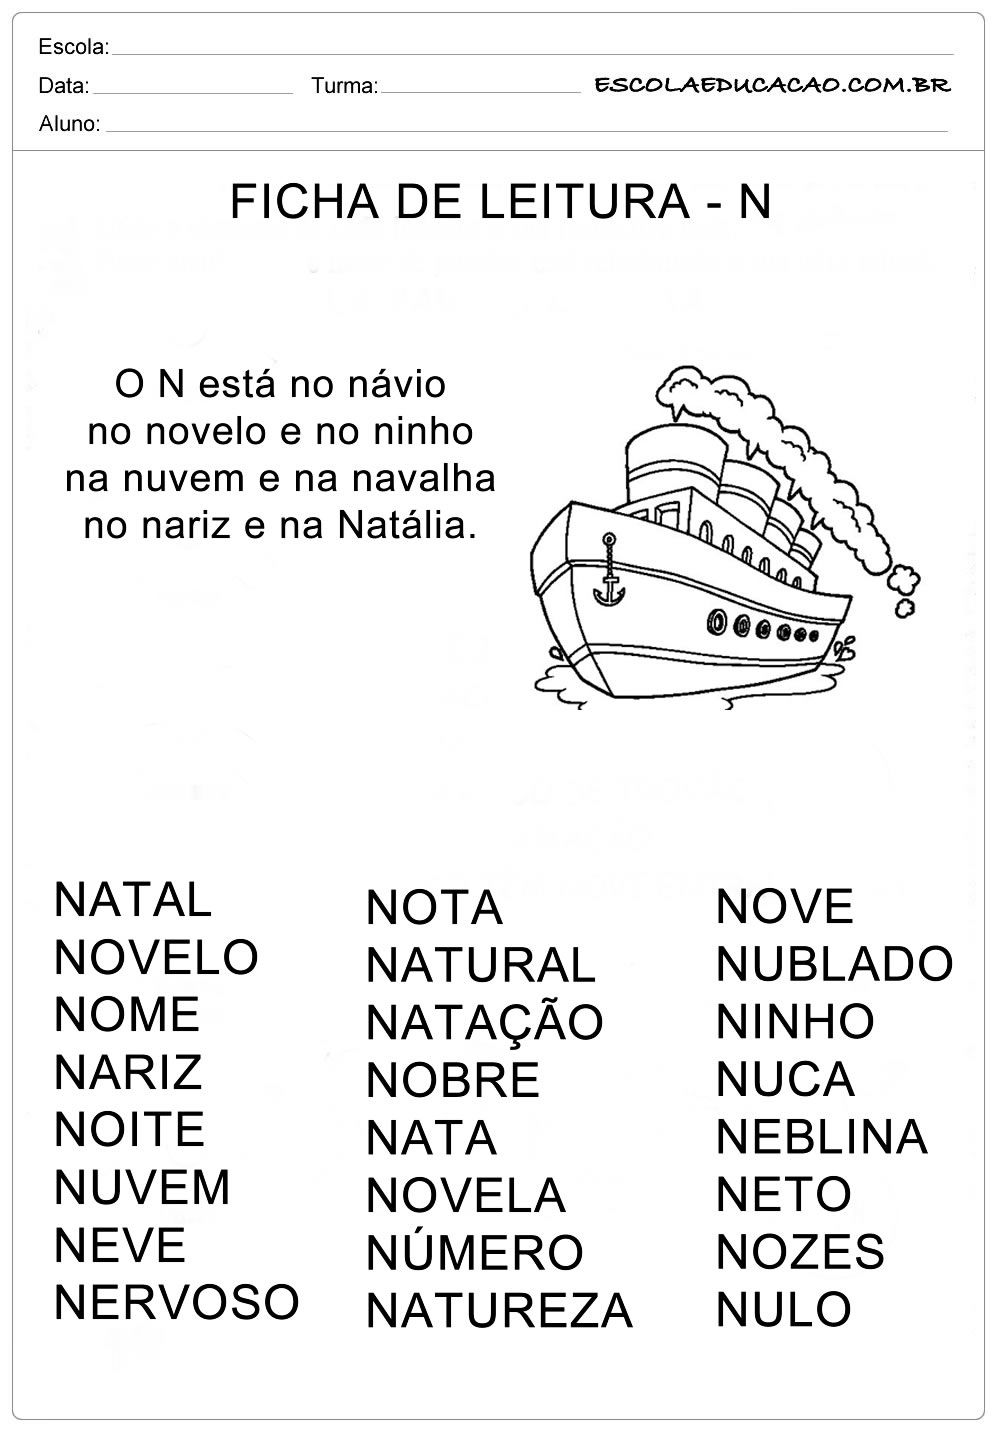 Escola:
Data: Turma: ESCOLAEDUCACAO.COM.BR
Aluno:
FICHA DE LEITURA - N
O N está no návio
no novelo e no ninho
na nuvem e na navalha
no nariz e na Natália.
NATAL
NOVELO
NOME
NARIZ
NOITE
NUVEM
NEVE
NERVOSO
NOTA
NATURAL
NATAÇÃO
NOBRE
NATA
NOVELA
NÚMERO
NATUREZA
NOVE
NUBLADO
NINHO
NUCA
NEBLINA
NETO
NOZES
NULO